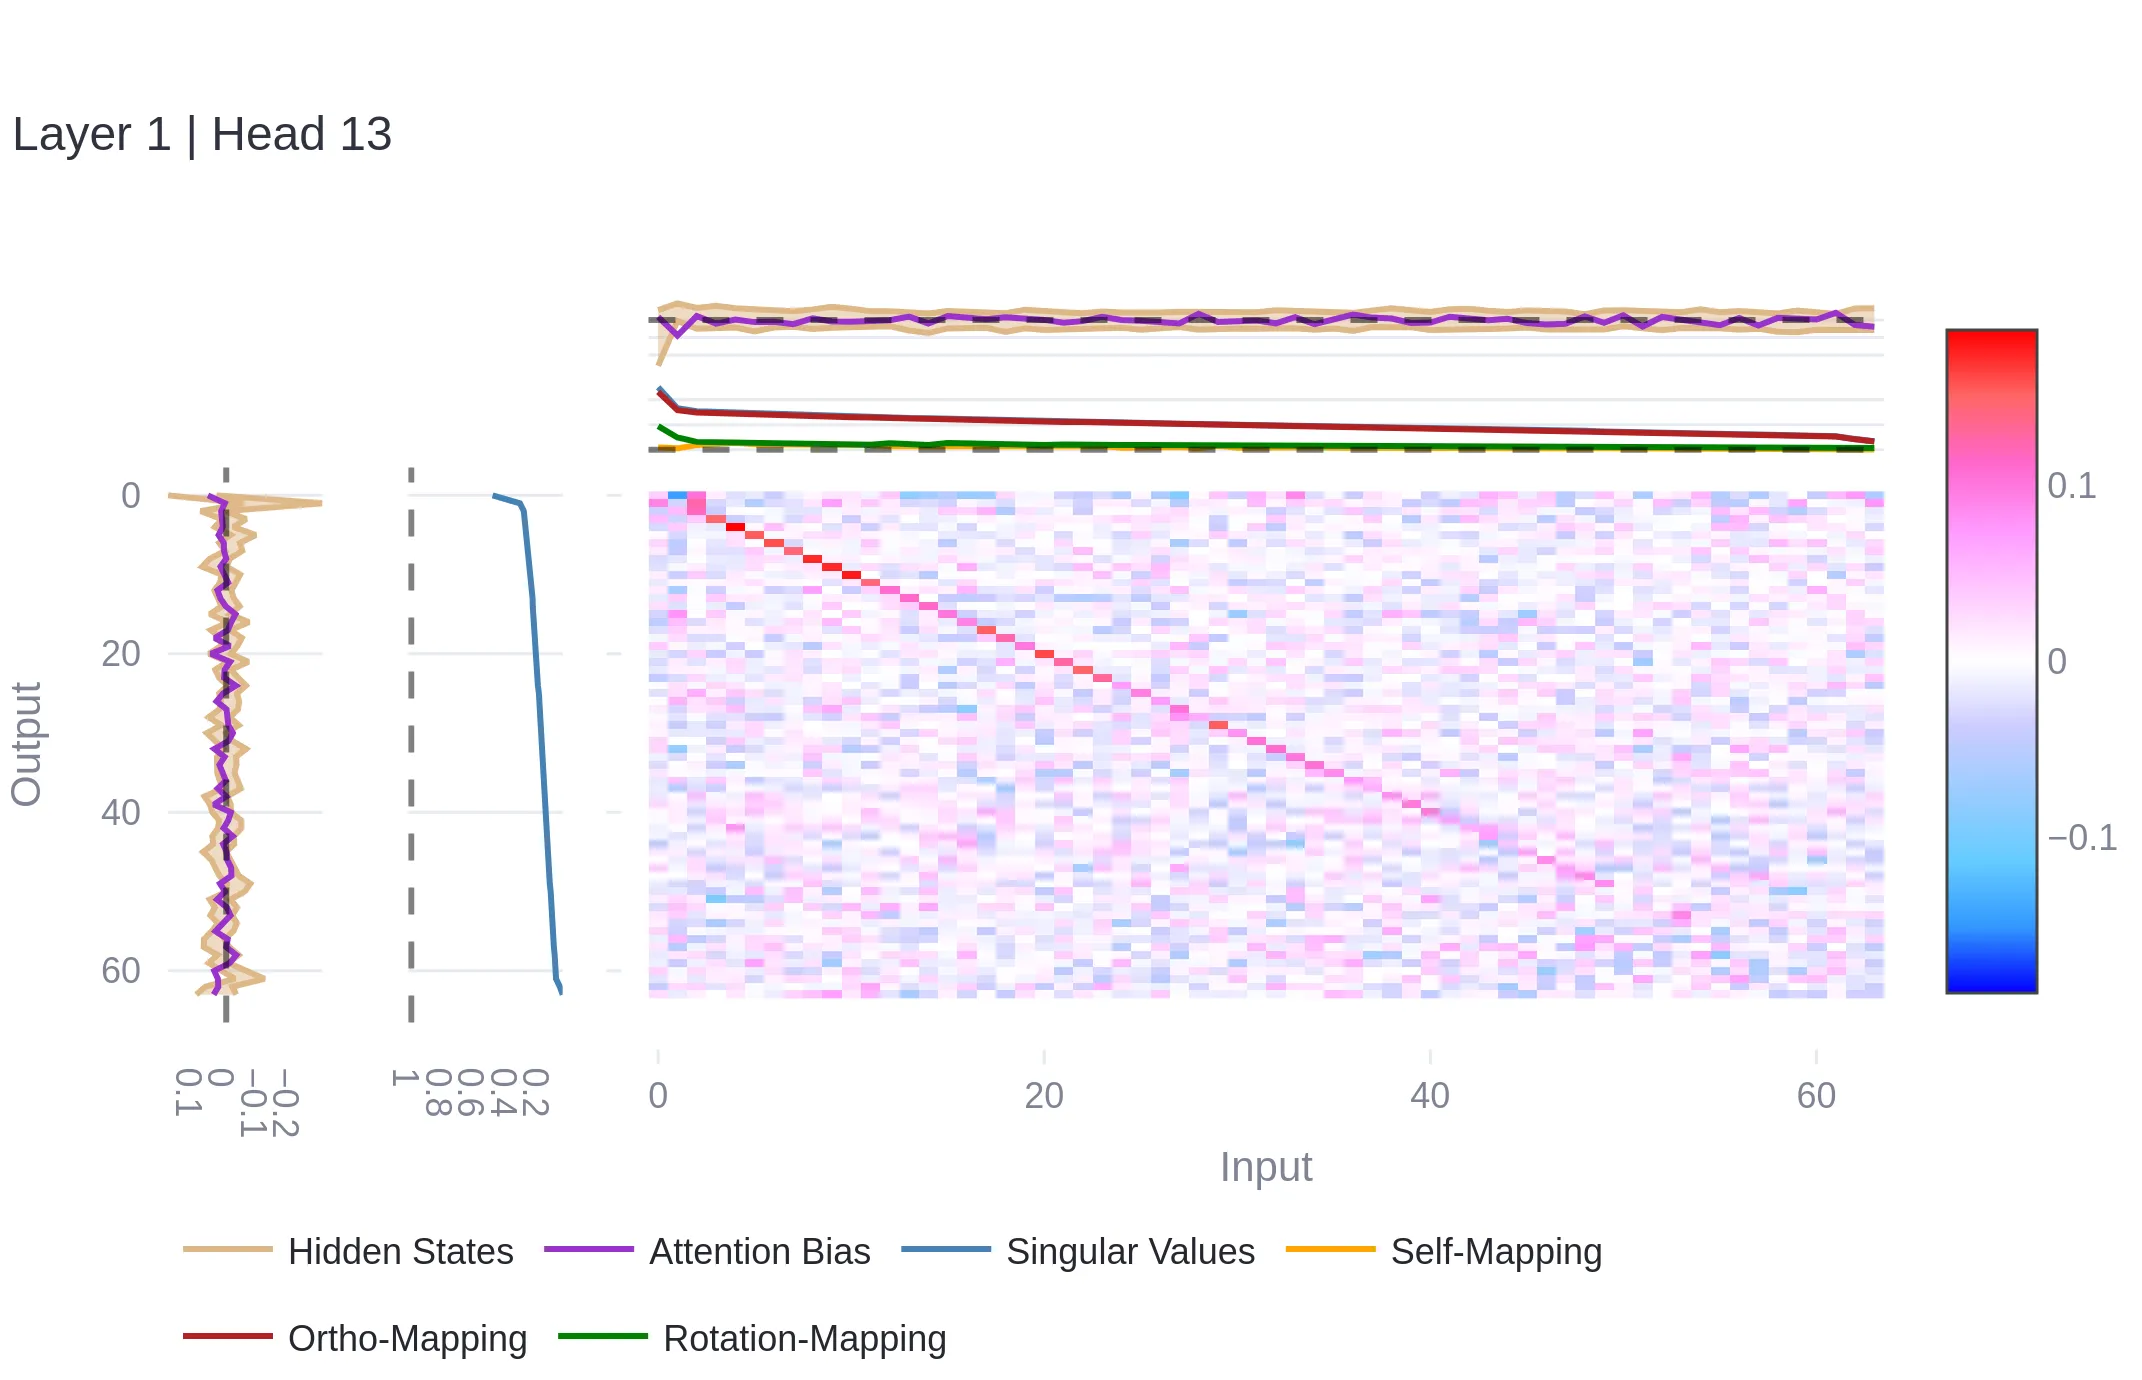 Layer 1 | Head 13
0
20
40
60
Output
0.1
0
−0.1
−0.2
1
0.8
0.6
0.4
0.2
0
20
40
60
Input
0.1
0
−0.1
Hidden States
Attention Bias
Singular Values
Self-Mapping
Ortho-Mapping
Rotation-Mapping